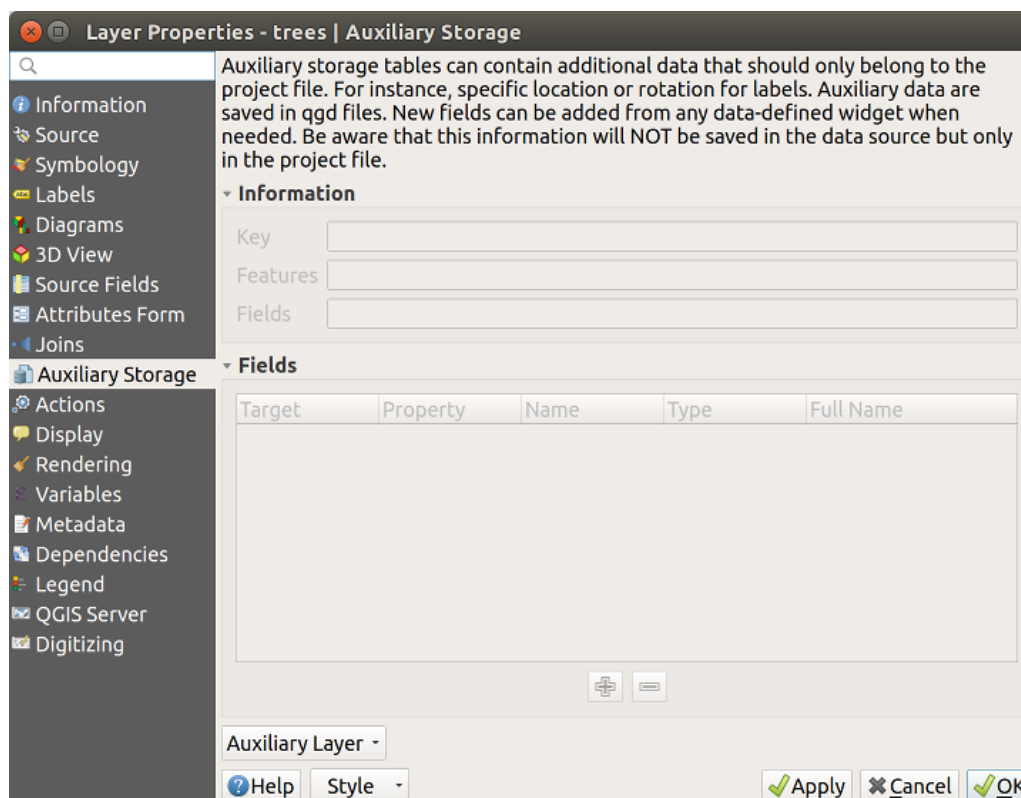 Layer Properties - trees | Auxiliary Storage
Information
Source
Symbology
Labels
Diagrams
3D View
Source Fields
Attributes Form
Joins
Auxiliary Storage
Actions
Display
Rendering
Variables
Metadata
Dependencies
Legend
QGIS Server
Digitizing
Auxiliary storage tables can contain additional data that should only belong to the
project file. For instance, specific location or rotation for labels. Auxiliary data are
saved in qgd files. New fields can be added from any data-defined widget when
needed. Be aware that this information will NOT be saved in the data source but only
in the project file.
Information
Key
Features
Fields
Fields
Target Property Name Type Full Name
Auxiliary Layer
Help Style Apply Cancel OK